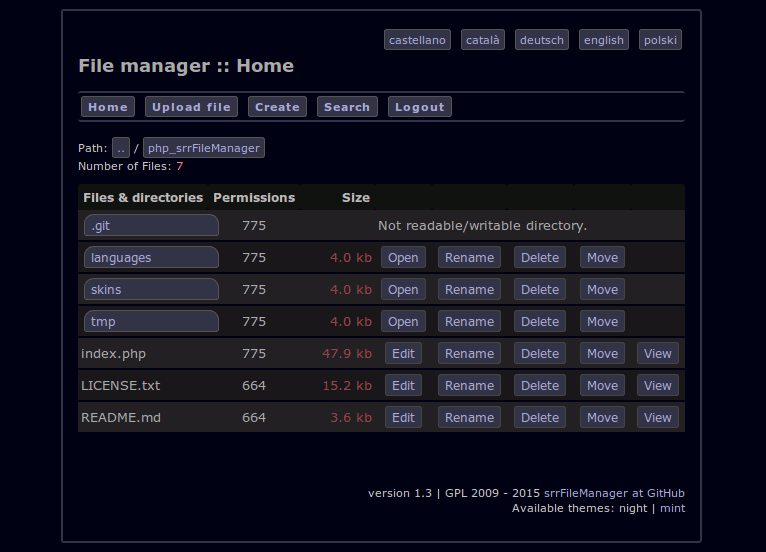 castellano català deutsch english polski
File manager :: Home
Home Upload file Create Search Logout
Path: .. / php_srrFileManager
Number of Files: 7
Files & directories Permissions Size
.git 775 Not readable/writable directory.
languages 775 4.0 kb Open Rename Delete Move
skins 775 4.0 kb Open Rename Delete Move
tmp 775 4.0 kb Open Rename Delete Move
index.php 775 47.9 kb Edit Rename Delete Move View
LICENSE.txt 664 15.2 kb Edit Rename Delete Move View
README.md 664 3.6 kb Edit Rename Delete Move View
version 1.3 | GPL 2009 - 2015 srrFileManager at GitHub
Available themes: night | mint